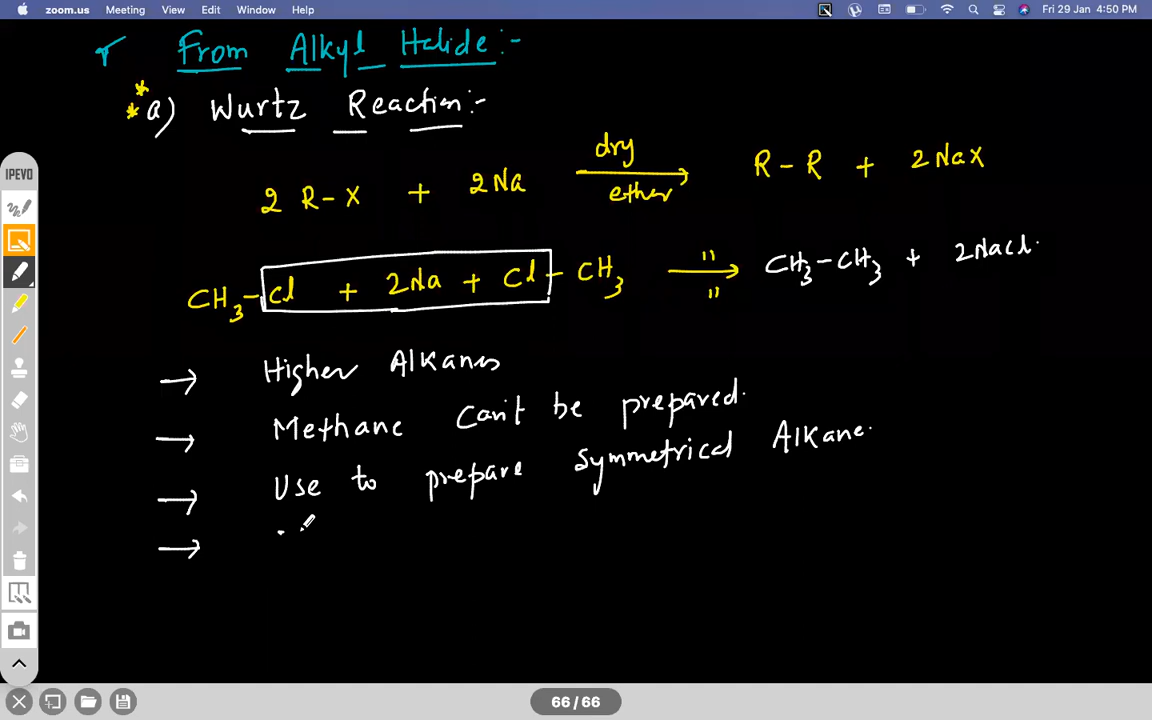 zoom.us Meeting View Edit Window Help Fri 29 Jan 4:50 PM
From Alkyl Halide:-
a) Wurtz Reaction:-
2 R-X + 2Na dry ether → R-R + 2NaX
CH3-Cl + 2Na + Cl-CH3 " " → CH3-CH3 + 2NaCl.
→ Higher Alkanes
→ Methane Can't be prepared.
→ Use to prepare Symmetrical Alkane.
→
IPEVO
66/66